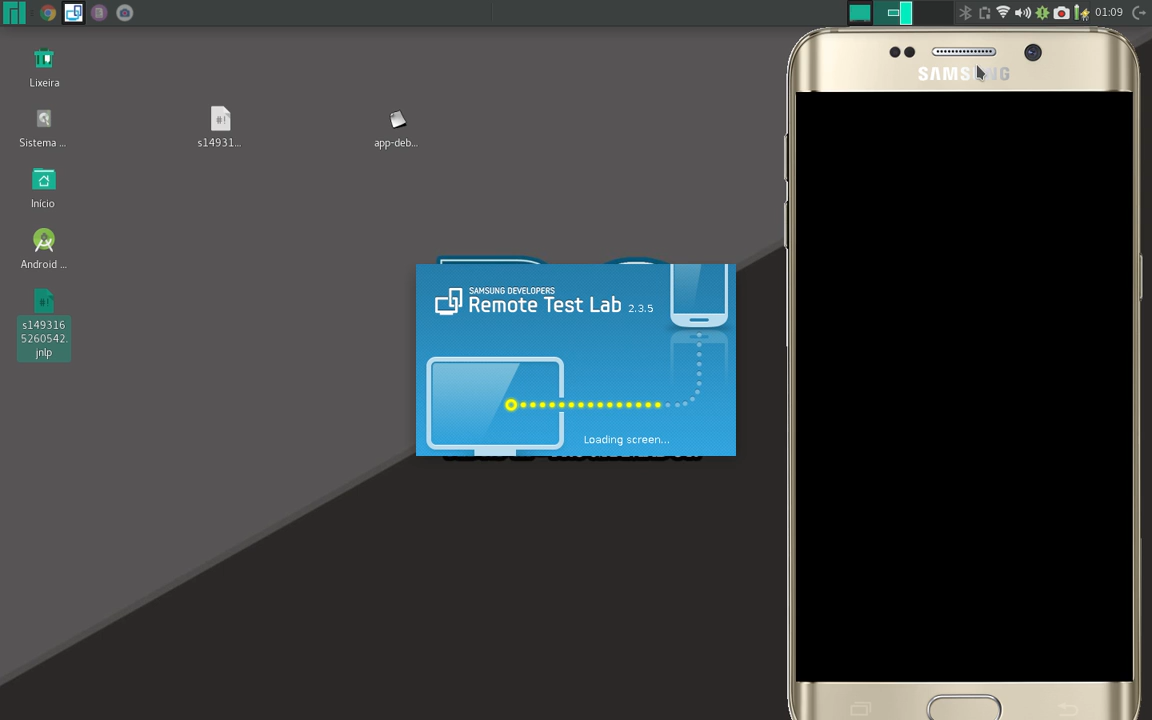 01:09
SAMSUNG
Lixeira
Sistema ...
s14931...
app-deb...
Início
Android ...
s149316
5260542.
jnlp
SAMSUNG DEVELOPERS
Remote Test Lab 2.3.5
Loading screen...